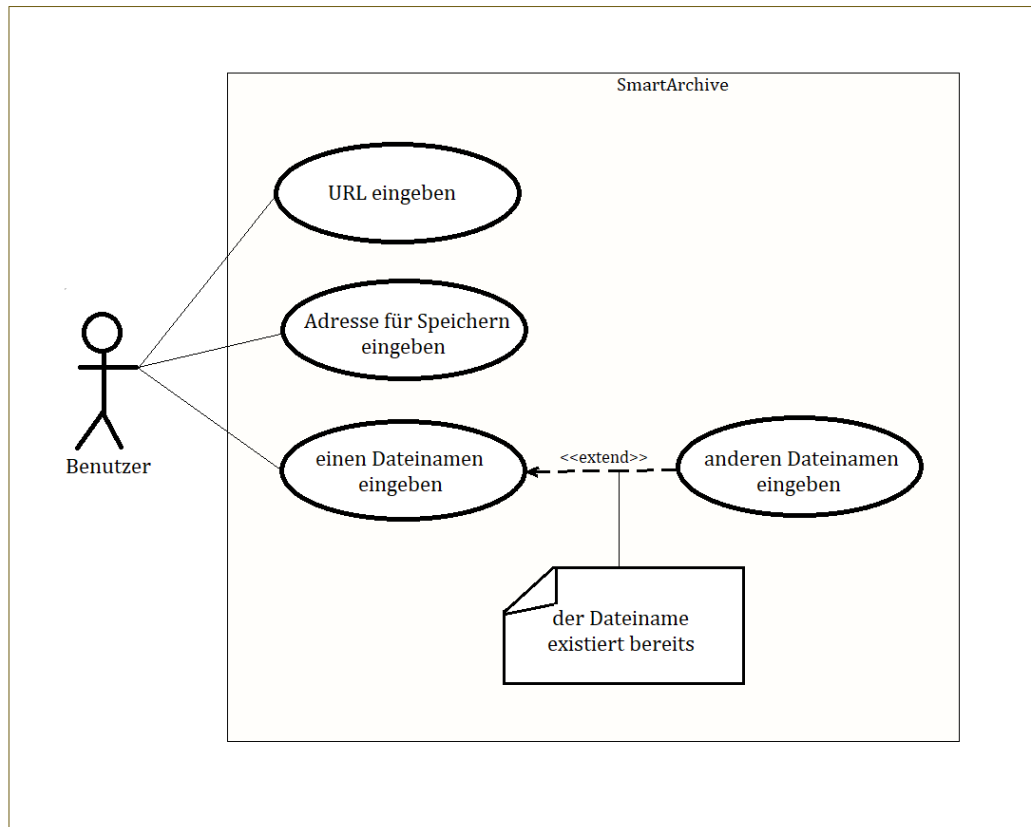 SmartArchive
URL eingeben
Adresse für Speichern
eingeben
Benutzer
einen Dateinamen
eingeben
<<extend>>
anderen Dateinamen
eingeben
der Dateiname
existiert bereits